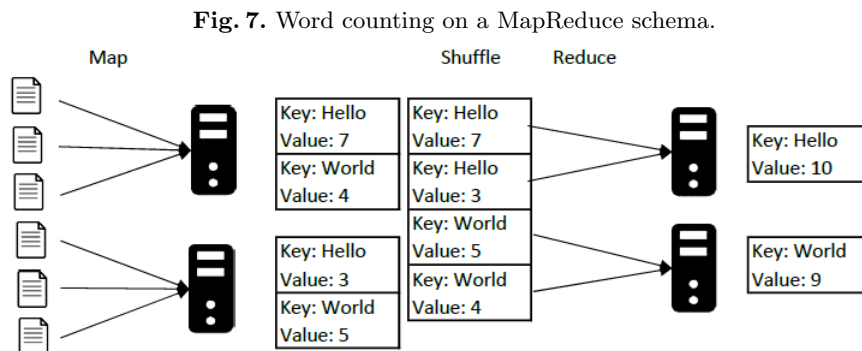 Fig. 7. Word counting on a MapReduce schema.
Map
Shuffle
Reduce
Key: Hello
Value: 7
Key: World
Value: 4
Key: Hello
Value: 3
Key: World
Value: 5
Key: Hello
Value: 7
Key: Hello
Value: 3
Key: World
Value: 5
Key: World
Value: 4
Key: Hello
Value: 10
Key: World
Value: 9